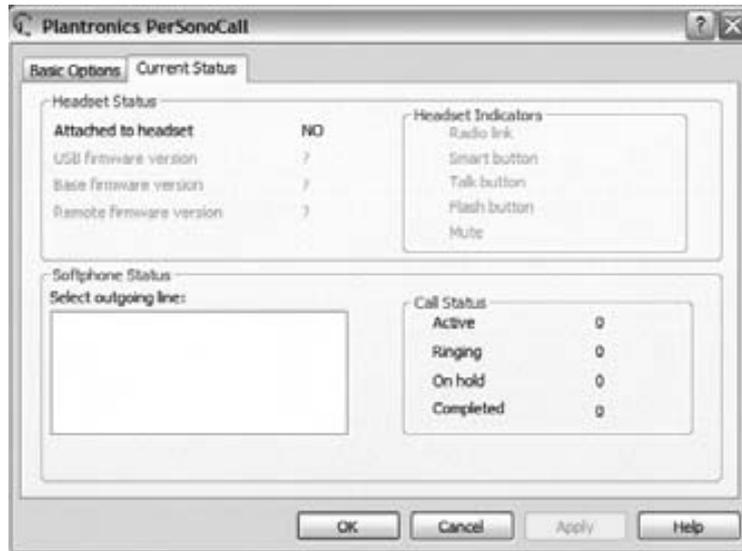 Plantronics PerSonoCall
Basic Options
Current Status
Headset Status
Attached to headset NO
USB firmware version ?
Base firmware version ?
Remote firmware version ?
Headset Indicators
Radio link
Smart button
Talk button
Flash button
Mute
Softphone Status
Select outgoing line:
Call Status
Active 0
Ringing 0
On hold 0
Completed 0
OK
Cancel
Apply
Help